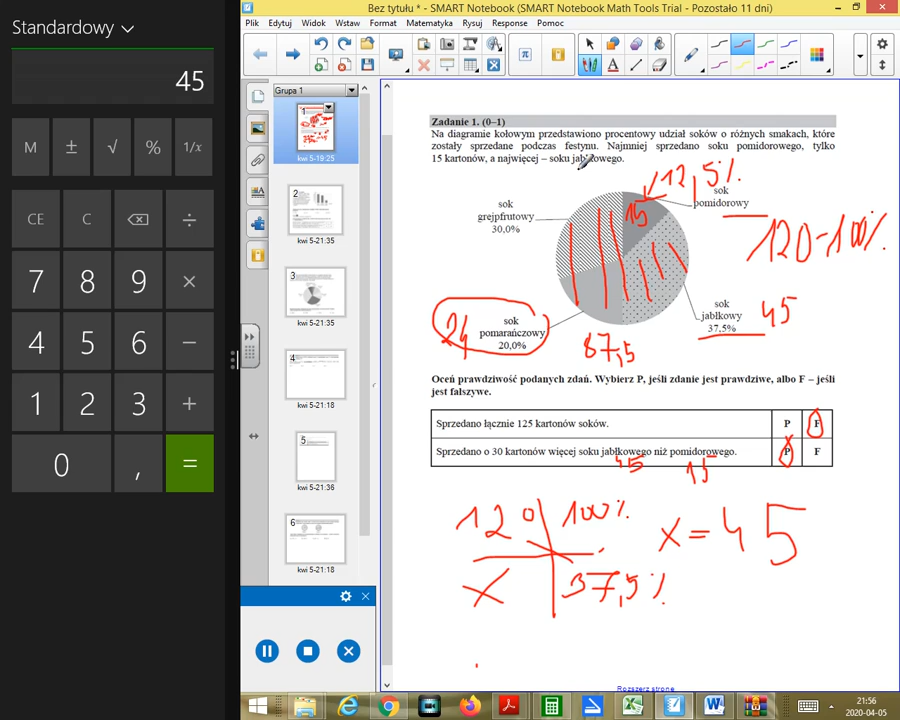 Bez tytułu * - SMART Notebook (SMART Notebook Math Tools Trial - Pozostało 11 dni)
Standardowy
45
M ± √ % 1/x
CE C ÷
7 8 9 ×
4 5 6 −
1 2 3 +
0 , =
Edytuj Widok Wstaw Format Matematyka Rysuj Response Pomoc
Grupa 1
1
kwi 5-19:25
2
kwi 5-21:35
3
kwi 5-21:35
4
kwi 5-21:18
5
kwi 5-21:36
6
kwi 5-21:18
Zadanie 1. (0–1)
Na diagramie kołowym przedstawiono procentowy udział soków o różnych smakach, które
zostały sprzedane podczas festynu. Najmniej sprzedano soku pomidorowego, tylko
15 kartonów, a najwięcej – soku jabłkowego.
12,5%
sok
pomidorowy
15
sok
grejpfrutowy
30,0%
120-100%
sok
jabłkowy
37,5%
45
24
sok
pomarańczowy
20,0%
87,5
Oceń prawdziwość podanych zdań. Wybierz P, jeśli zdanie jest prawdziwe, albo F – jeśli
jest fałszywe.
Sprzedano łącznie 125 kartonów soków. P F
Sprzedano o 30 kartonów więcej soku jabłkowego niż pomidorowego. P F
45 15
120 100%
x 37,5%
x = 45
Rozszerz stronę
21:56
2020-04-05